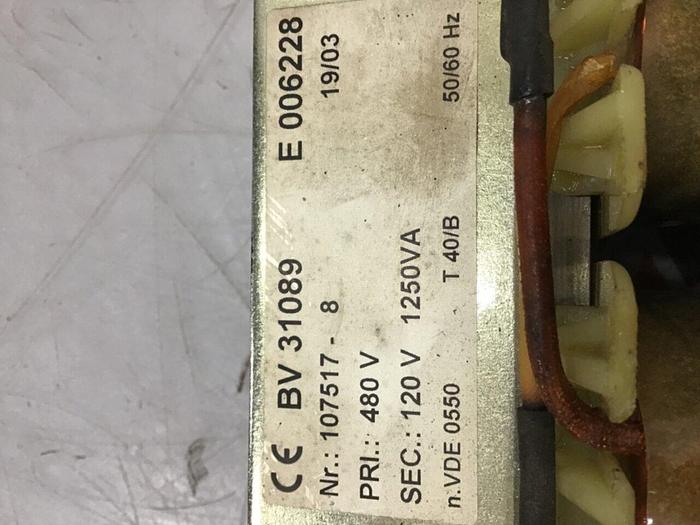 CE BV 31089 E 006228
Nr.: 107517 - 8 19/03
PRI.: 480 V
SEC.: 120 V 1250VA
n.VDE 0550 T 40/B 50/60 Hz